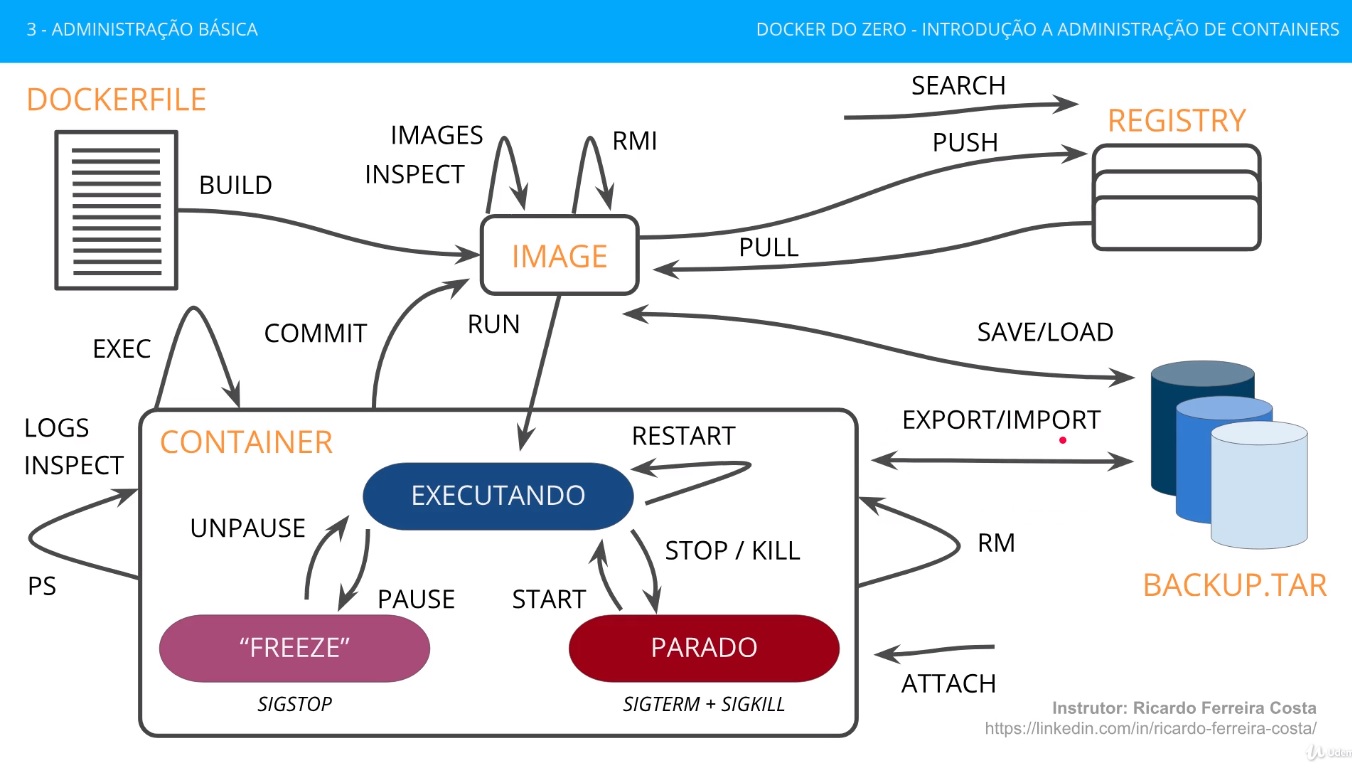 3 - ADMINISTRAÇÃO BÁSICA
DOCKER DO ZERO - INTRODUÇÃO A ADMINISTRAÇÃO DE CONTAINERS
DOCKERFILE
SEARCH
REGISTRY
IMAGES
INSPECT
RMI
PUSH
BUILD
IMAGE
PULL
EXEC
COMMIT
RUN
SAVE/LOAD
LOGS
INSPECT
CONTAINER
RESTART
EXPORT/IMPORT
EXECUTANDO
UNPAUSE
STOP / KILL
RM
PS
PAUSE
START
BACKUP.TAR
"FREEZE"
PARADO
ATTACH
SIGSTOP
SIGTERM + SIGKILL
Instrutor: Ricardo Ferreira Costa
https://linkedin.com/in/ricardo-ferreira-costa/